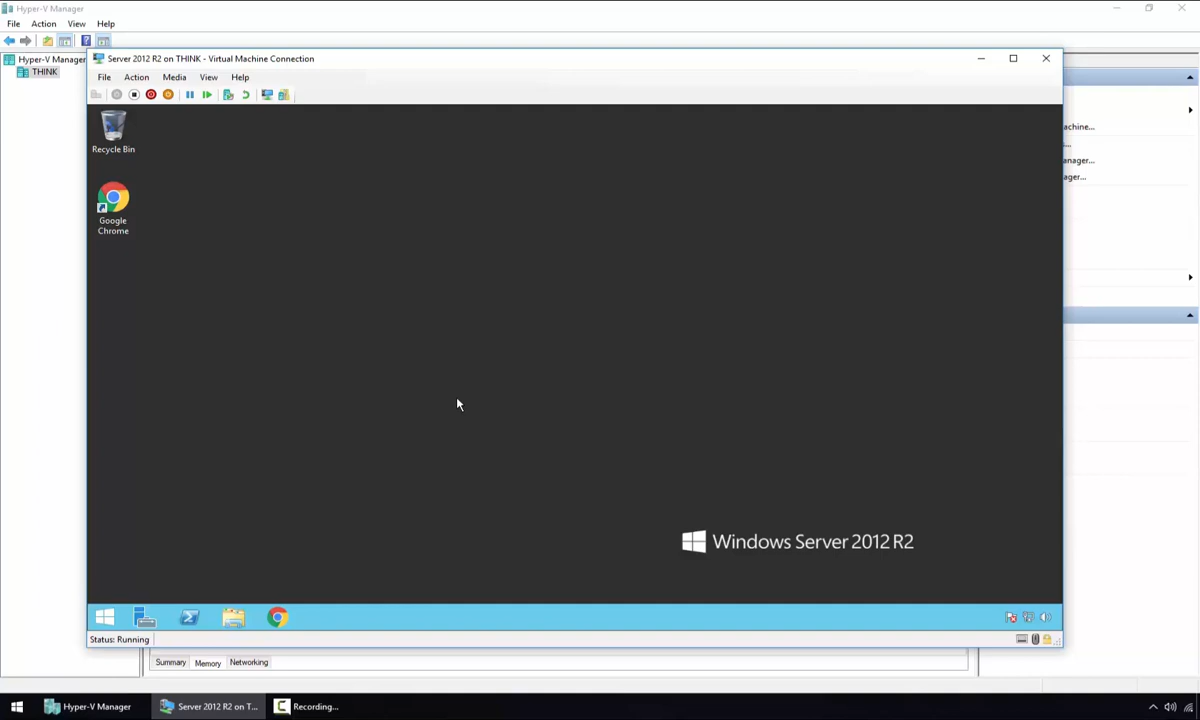 Hyper-V Manager
File Action View Help
Hyper-V Manager
THINK
Server 2012 R2 on THINK - Virtual Machine Connection
File Action Media View Help
Recycle Bin
Google
Chrome
achine...
...
anager...
ager...
Windows Server 2012 R2
Status: Running
Summary Memory Networking
Hyper-V Manager
Server 2012 R2 on T...
Recording...